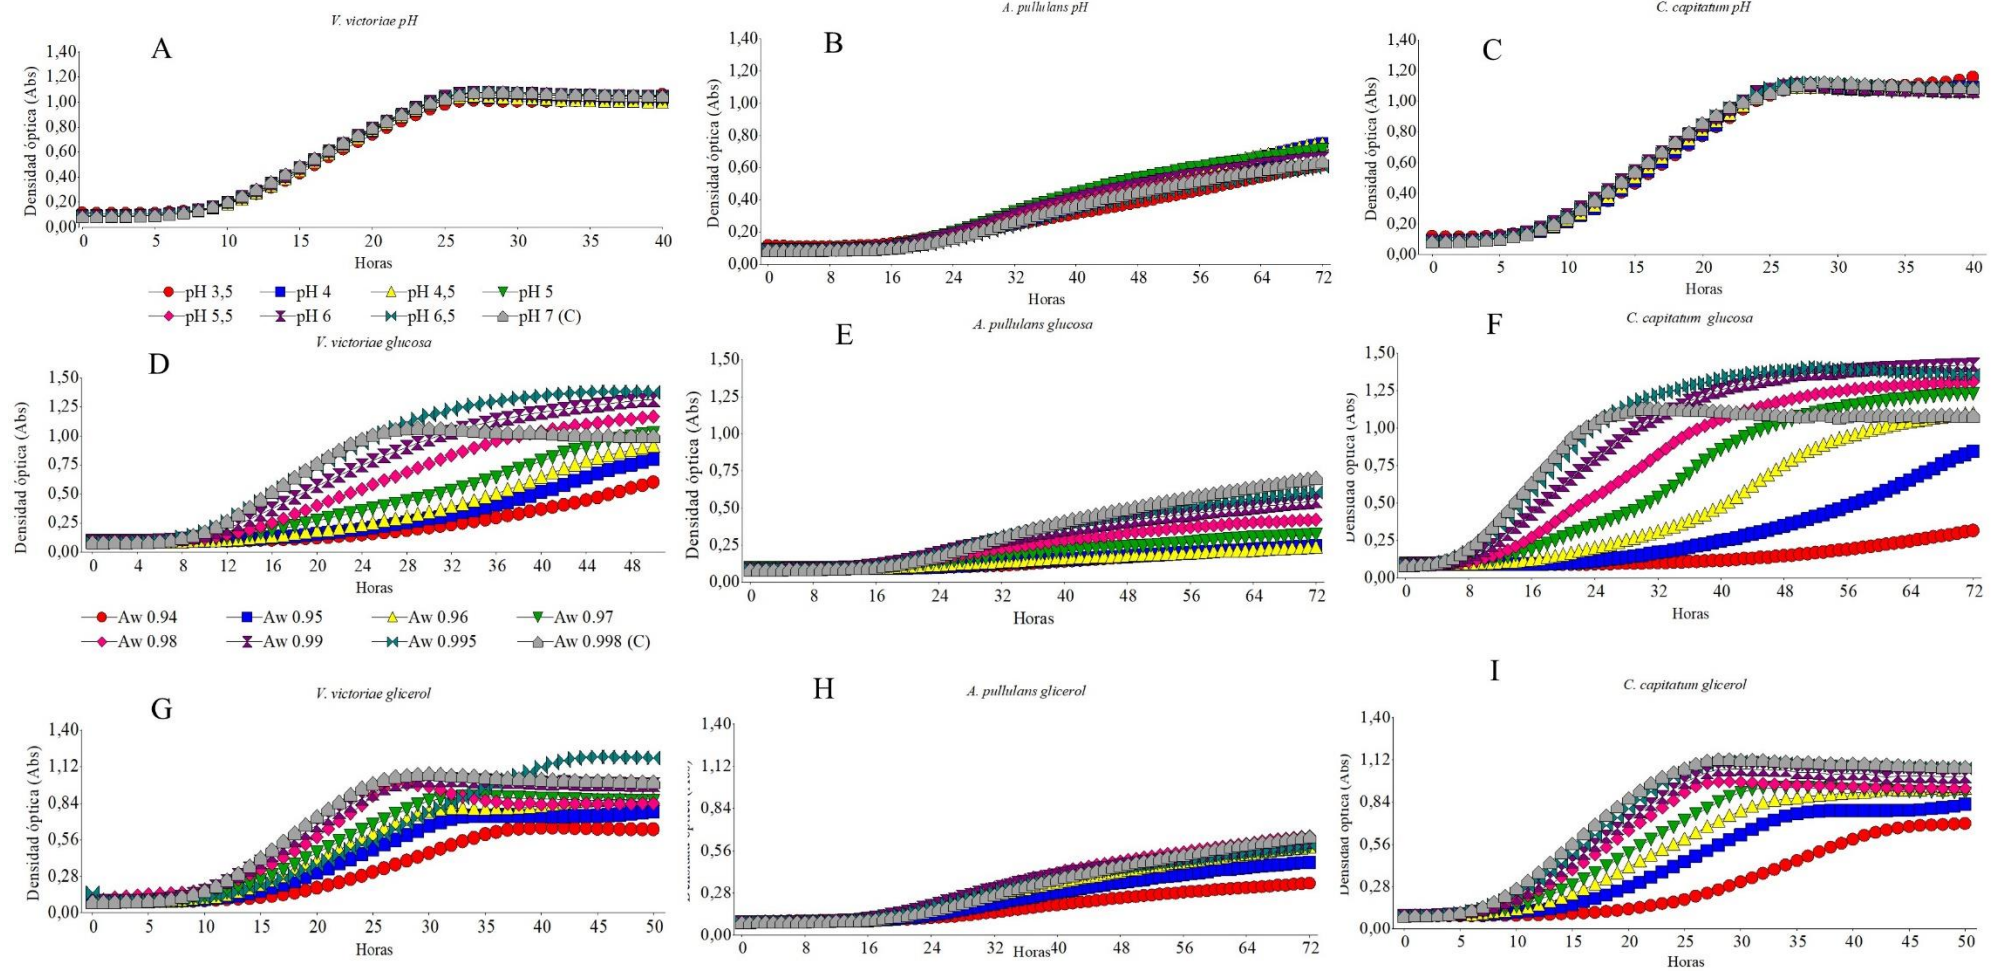 V. victoriae pH
A
1,40
1,20
1,00
0,80
0,60
0,40
0,20
0,00
Densidad óptica (Abs)
0 5 10 15 20 25 30 35 40
Horas
A. pullulans pH
B
1,40
1,20
1,00
0,80
0,60
0,40
0,20
0,00
Densidad óptica (Abs)
0 8 16 24 32 40 48 56 64 72
Horas
C. capitatum pH
C
1,40
1,20
1,00
0,80
0,60
0,40
0,20
0,00
Densidad óptica (Abs)
0 5 10 15 20 25 30 35 40
Horas
pH 3,5 pH 4 pH 4,5 pH 5
pH 5,5 pH 6 pH 6,5 pH 7 (C)
V. victoriae glucosa
D
1,50
1,25
1,00
0,75
0,50
0,25
0,00
Densidad óptica (Abs)
0 4 8 12 16 20 24 28 32 36 40 44 48
Horas
A. pullulans glucosa
E
1,50
1,25
1,00
0,75
0,50
0,25
0,00
Densidad óptica (Abs)
0 8 16 24 32 40 48 56 64 72
Horas
C. capitatum glucosa
F
1,50
1,25
1,00
0,75
0,50
0,25
0,00
Densidad óptica (Abs)
0 8 16 24 32 40 48 56 64 72
Horas
Aw 0.94 Aw 0.95 Aw 0.96 Aw 0.97
Aw 0.98 Aw 0.99 Aw 0.995 Aw 0.998 (C)
V. victoriae glicerol
G
1,40
1,12
0,84
0,56
0,28
0,00
Densidad óptica (Abs)
0 5 10 15 20 25 30 35 40 45 50
Horas
A. pullulans glicerol
H
1,40
1,12
0,84
0,56
0,28
0,00
óptica
0 8 16 24 32 40 48 56 64 72
Horas
C. capitatum glicerol
I
1,40
1,12
0,84
0,56
0,28
0,00
Densidad óptica (Abs)
0 5 10 15 20 25 30 35 40 45 50
Horas